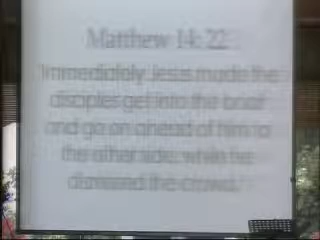 Matthew 14: 22
Immediately Jesus made the
disciples get into the boat
and go on ahead of him to
the other side, while he
dismissed the crowd.